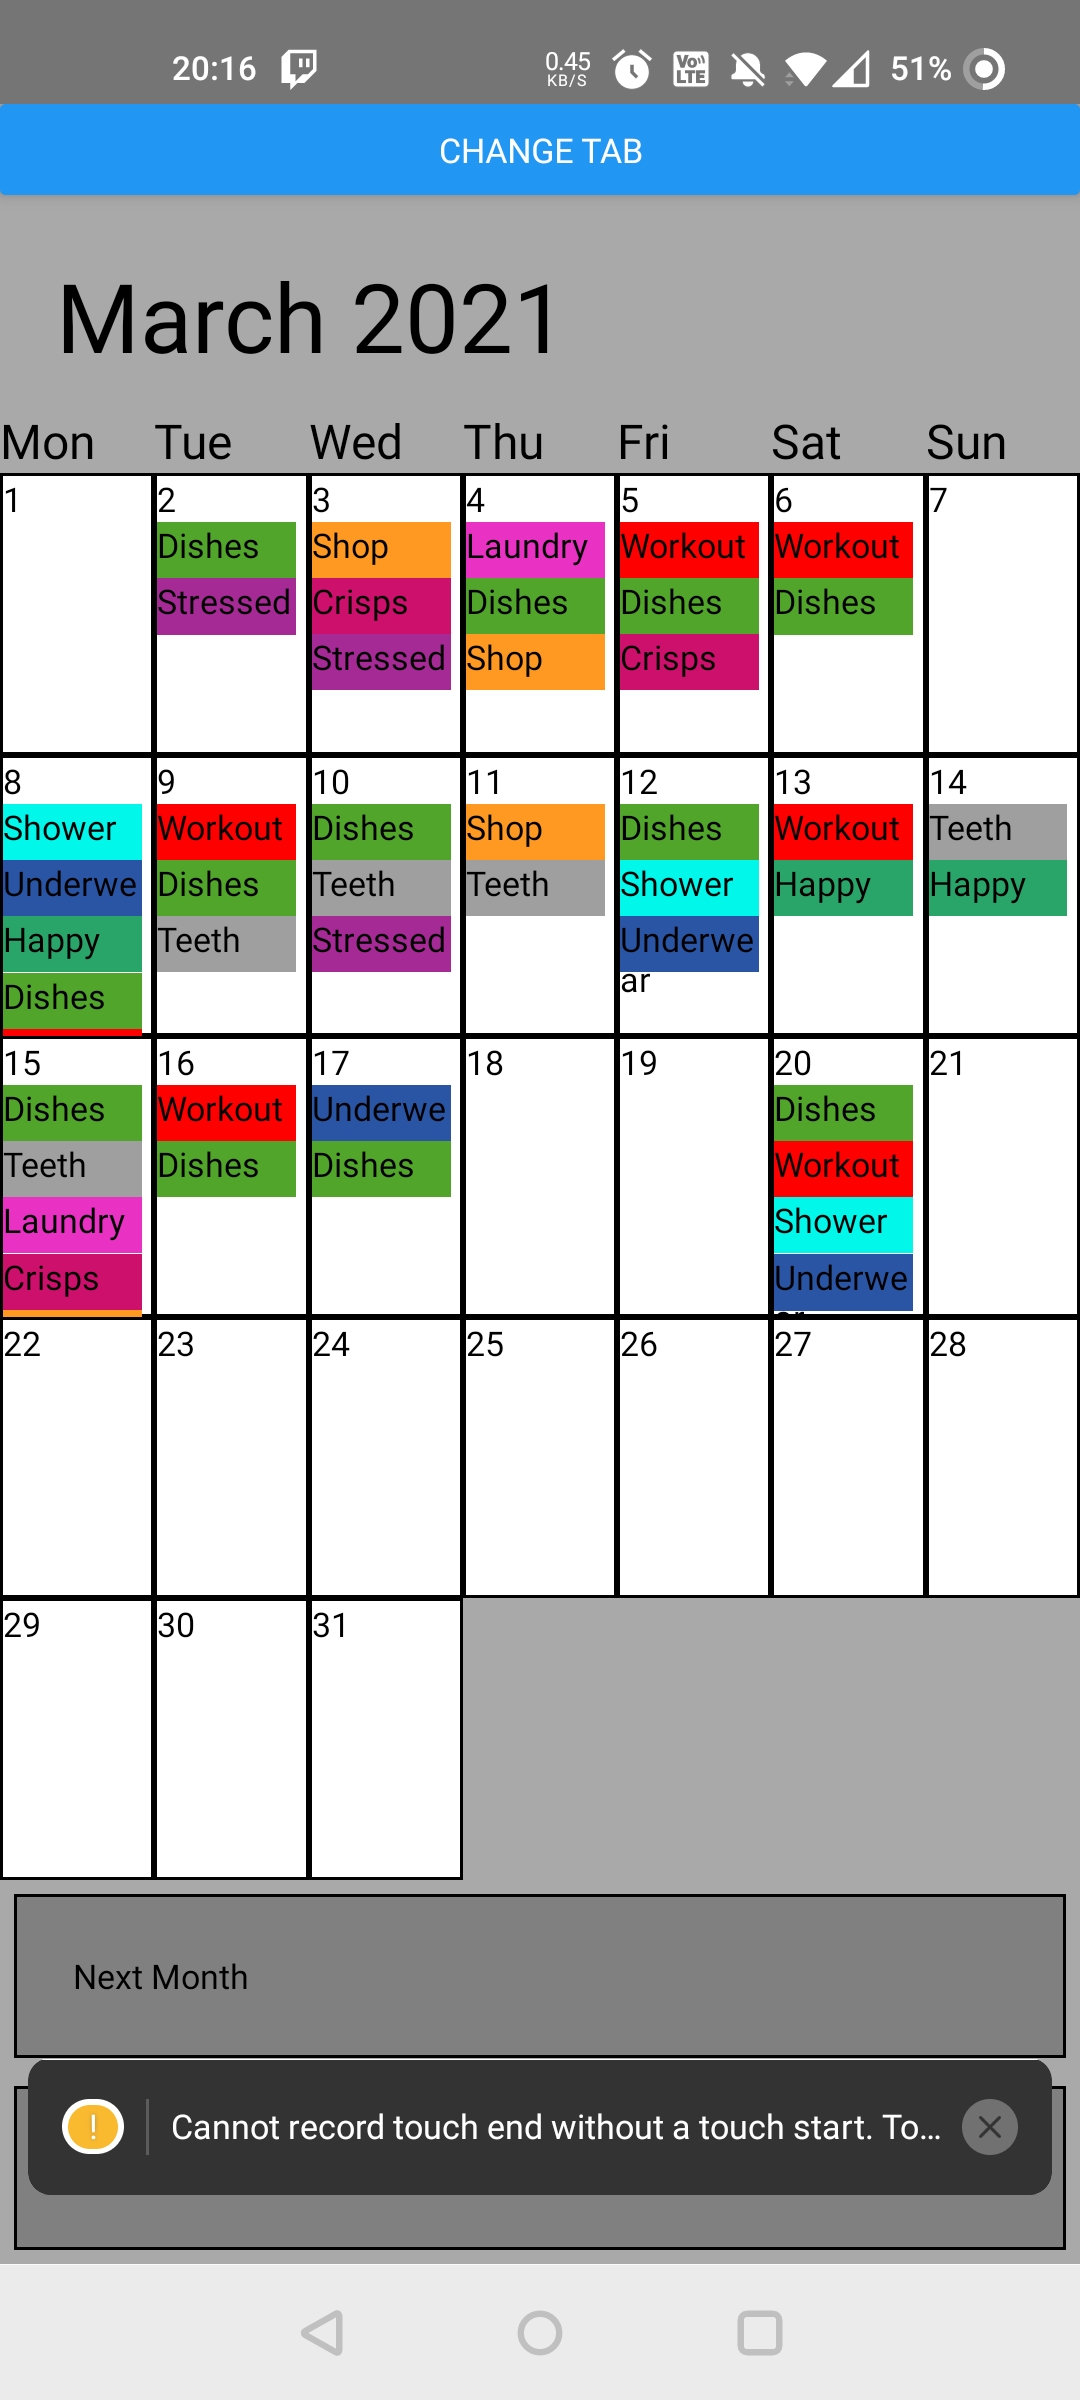 20:16 0.45 KB/S Vo)) LTE 51%
CHANGE TAB
March 2021
Mon Tue Wed Thu Fri Sat Sun
1 2 3 4 5 6 7
Dishes Shop Laundry Workout Workout
Stressed Crisps Dishes Dishes Dishes
Stressed Shop Crisps
8 9 10 11 12 13 14
Shower Workout Dishes Shop Dishes Workout Teeth
Underwe Dishes Teeth Teeth Shower Happy Happy
Happy Teeth Stressed Underwe
ar
Dishes
15 16 17 18 19 20 21
Dishes Workout Underwe Dishes
Teeth Dishes Dishes Workout
Laundry Shower
Crisps Underwe
22 23 24 25 26 27 28
29 30 31
Next Month
! Cannot record touch end without a touch start. To...